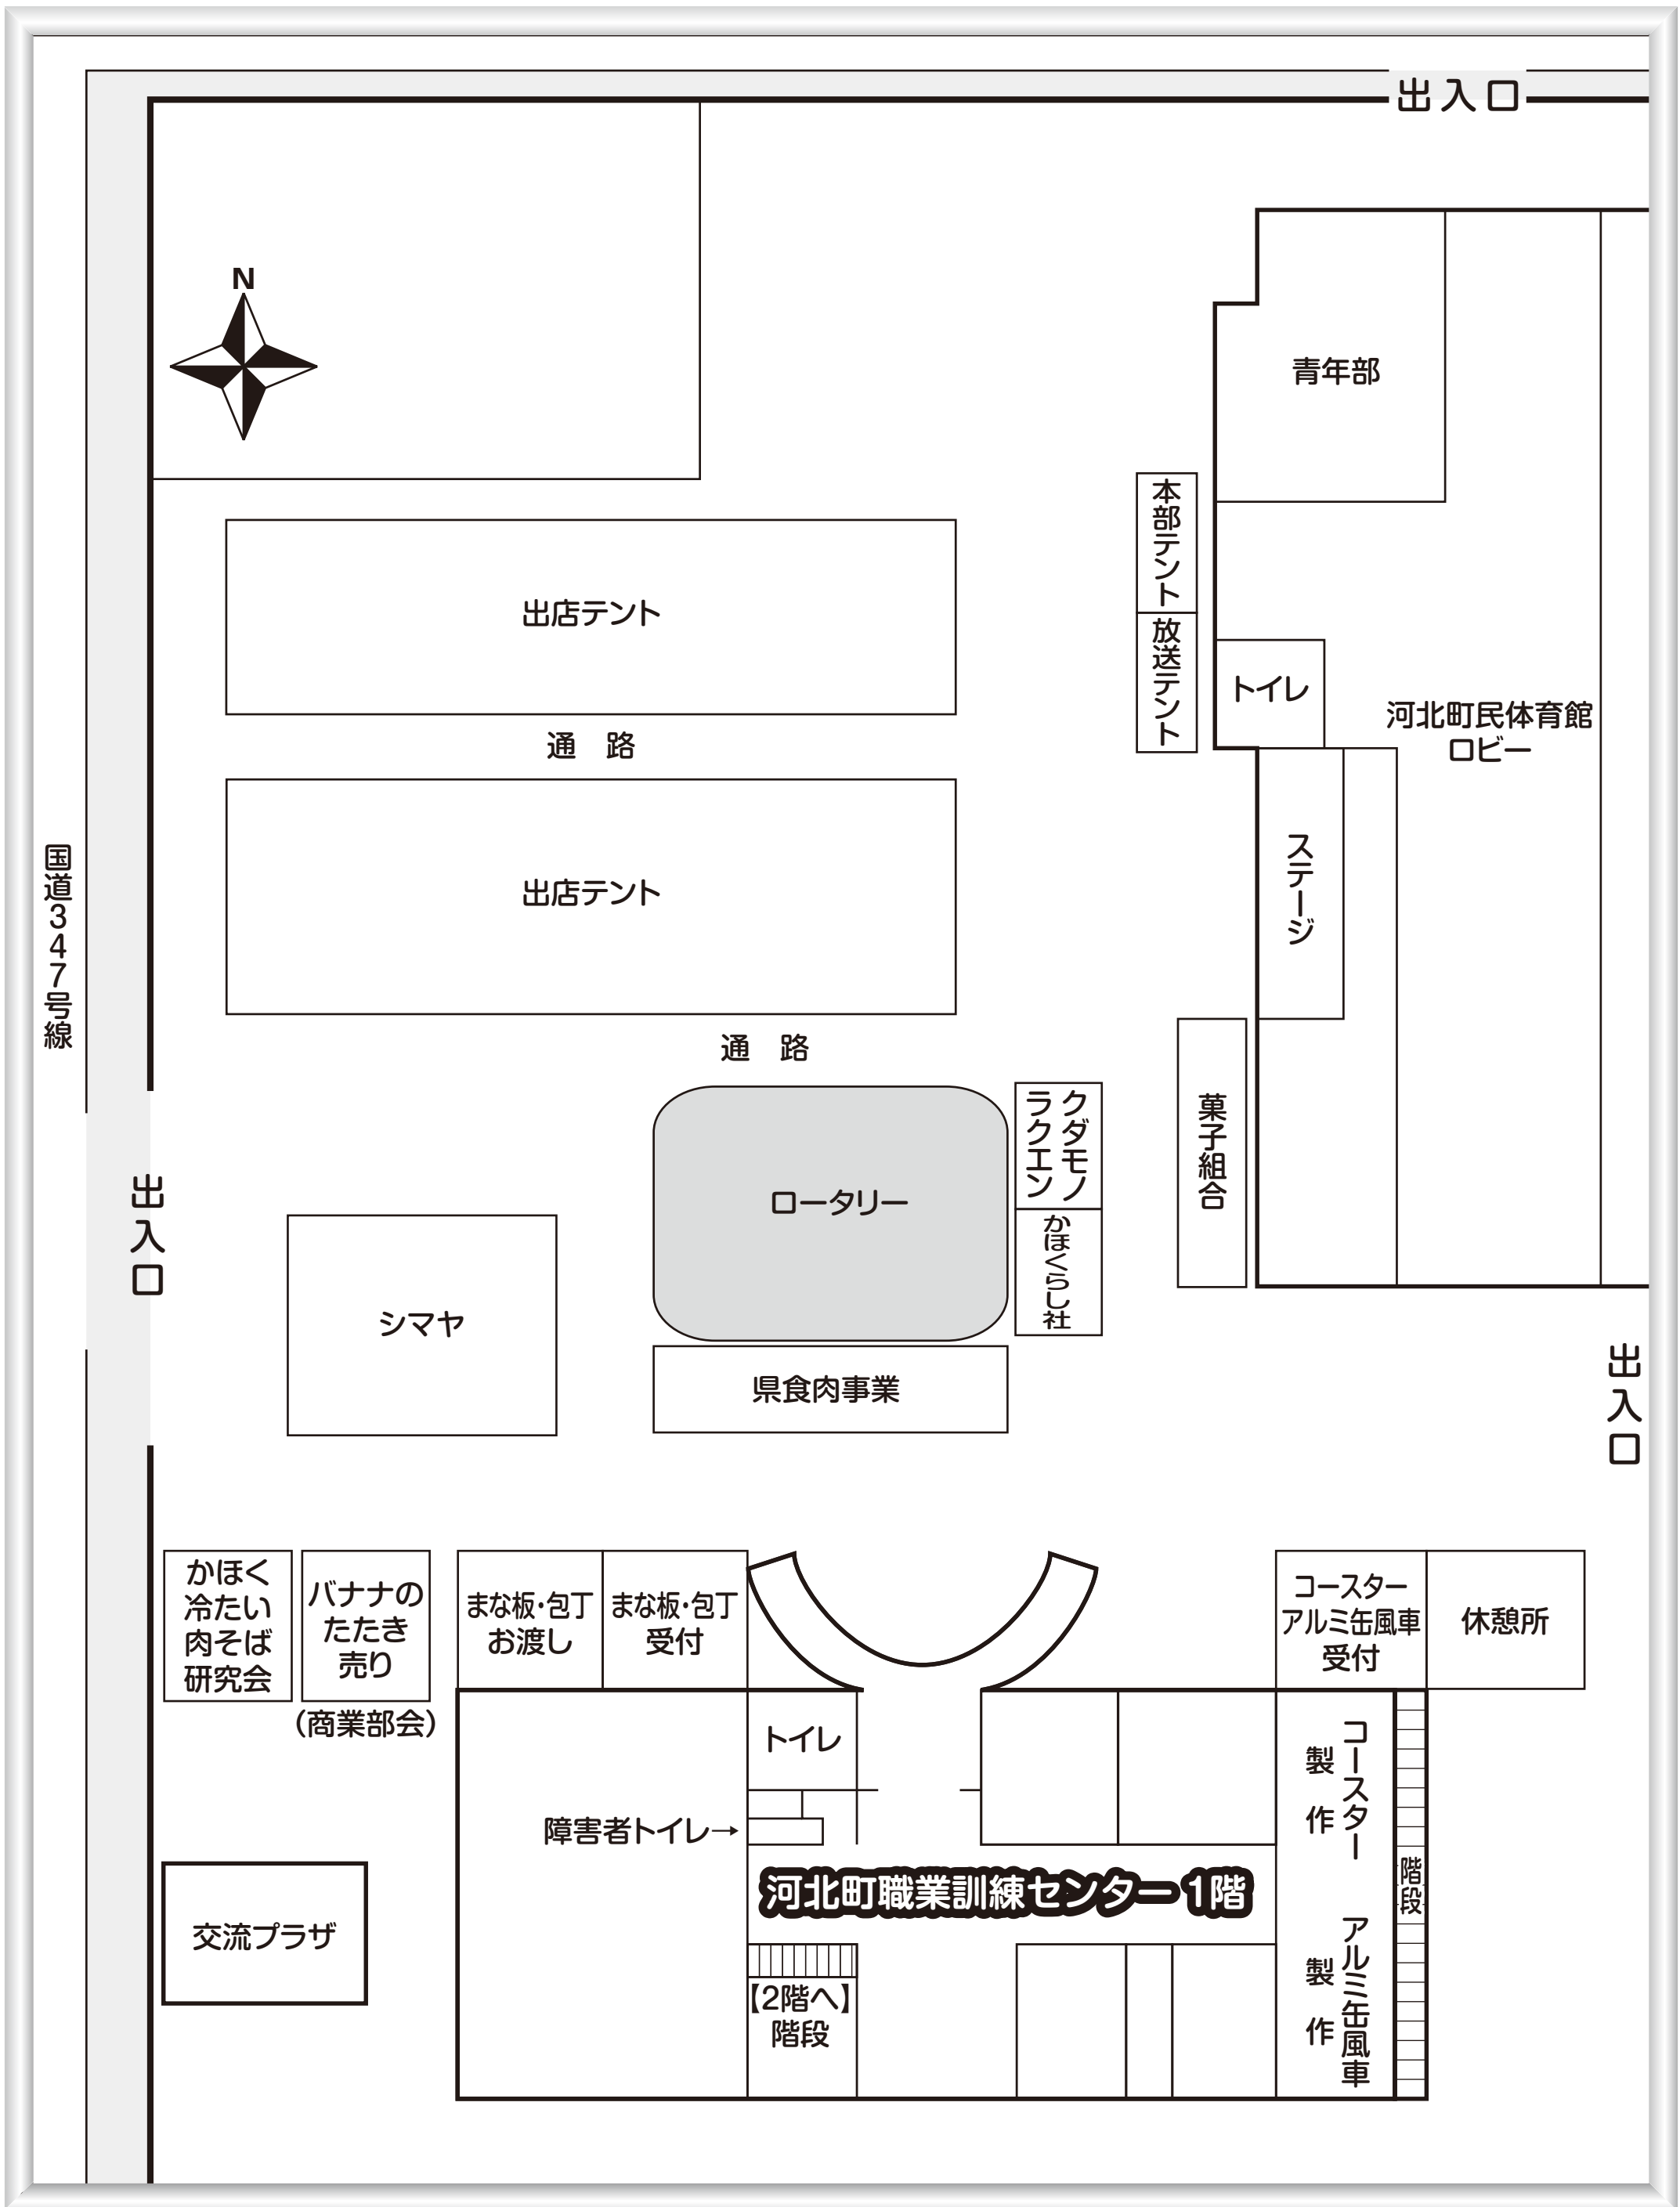 出入口
N
青年部
本部テント
放送テント
出店テント
トイレ
河北町民体育館
ロビー
通　路
国道347号線
出店テント
ステージ
通　路
クダモノ
ラクエン
かほくらし社
菓子組合
出入口
ロータリー
シマヤ
県食肉事業
出入口
かほく
冷たい
肉そば
研究会
バナナの
たたき
売り
（商業部会）
まな板・包丁
お渡し
まな板・包丁
受付
コースター
アルミ缶風車
受付
休憩所
トイレ
障害者トイレ→
河北町職業訓練センター 1階
コースター
製　作
アルミ缶風車
製　作
階段
【2階へ】
階段
交流プラザ